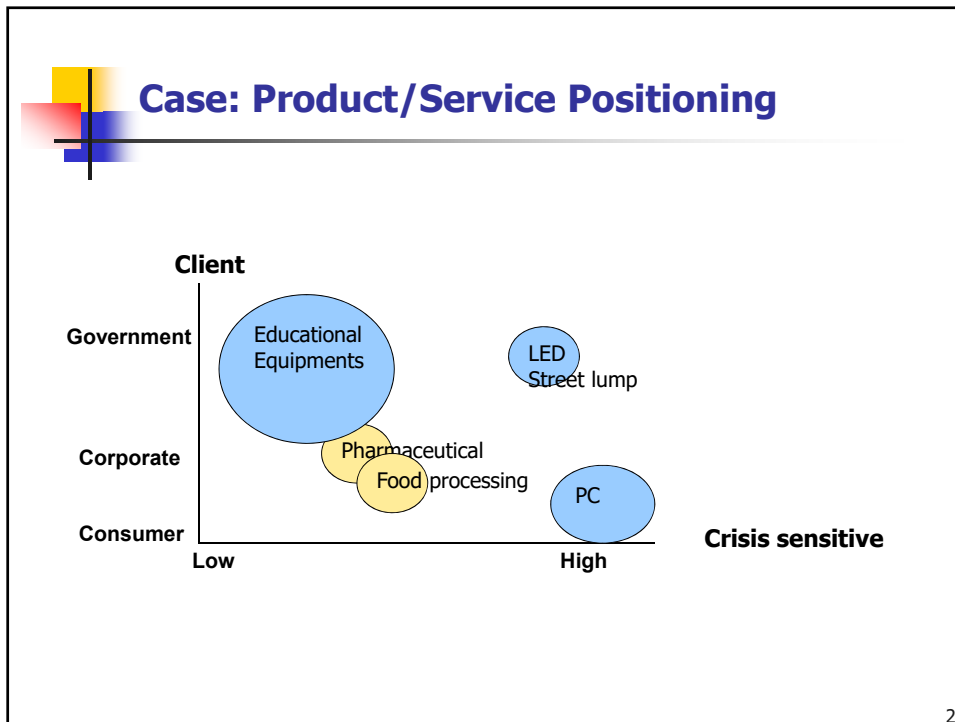 Case: Product/Service Positioning
Client
Government
Educational
Equipments
LED
Street lump
Corporate
Pharmaceutical
Food processing
PC
Consumer
Crisis sensitive
Low
High
2